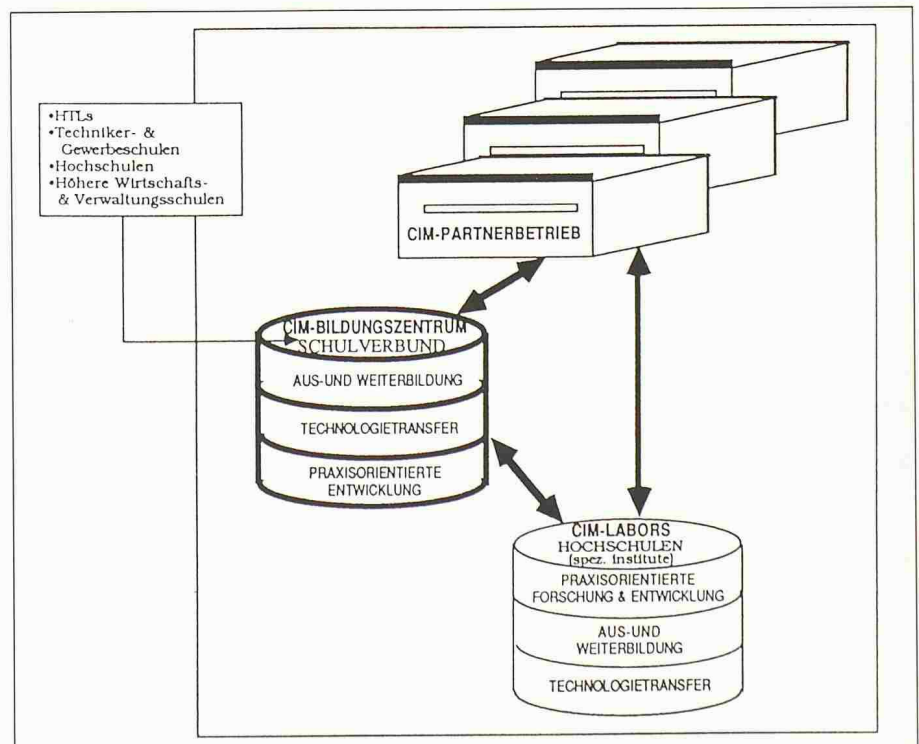 •HTLs
•Techniker- &
Gewerbeschulen
•Hochschulen
•Höhere Wirtschafts-
& Verwaltungsschulen
CIM-PARTNERBETRIEB
CIM-BILDUNGSZENTRUM
SCHULVERBUND
AUS-UND WEITERBILDUNG
TECHNOLOGIETRANSFER
PRAXISORIENTIERTE
ENTWICKLUNG
CIM-LABORS
HOCHSCHULEN
(spez. institute)
PRAXISORIENTIERTE
FORSCHUNG & ENTWICKLUNG
AUS-UND
WEITERBILDUNG
TECHNOLOGIETRANSFER